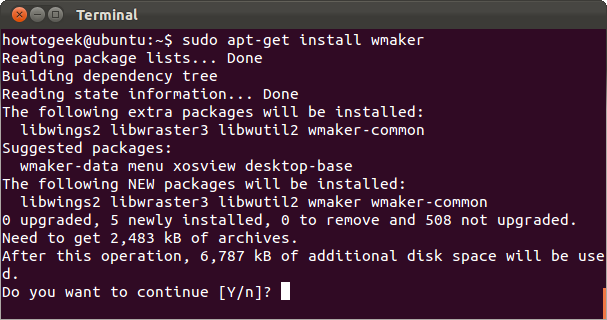 Terminal
howtogeek@ubuntu:~$ sudo apt-get install wmaker
Reading package lists... Done
Building dependency tree
Reading state information... Done
The following extra packages will be installed:
  libwings2 libwraster3 libwutil2 wmaker-common
Suggested packages:
  wmaker-data menu xosview desktop-base
The following NEW packages will be installed:
  libwings2 libwraster3 libwutil2 wmaker wmaker-common
0 upgraded, 5 newly installed, 0 to remove and 508 not upgraded.
Need to get 2,483 kB of archives.
After this operation, 6,787 kB of additional disk space will be use
d.
Do you want to continue [Y/n]?